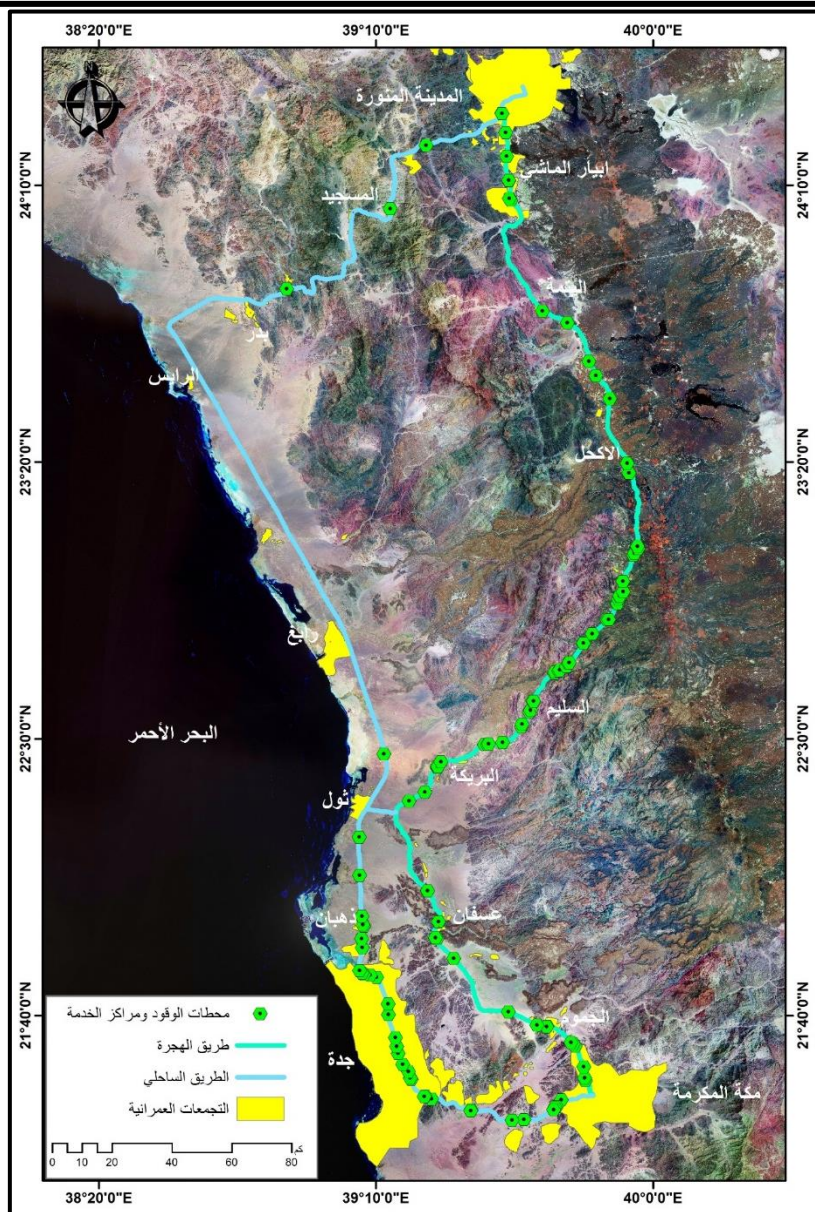 38°20'0"E
39°10'0"E
40°00'0"E
N
المدينة المنورة
ابيار الماشي
24°10'0"N
24°10'0"N
المسيجيد
اليتمة
بدر
الرايس
23°20'0"N
الاكحل
23°20'0"N
رابغ
السليم
22°30'0"N
البحر الأحمر
22°30'0"N
البريكة
ثول
ذهبان
عسفان
21°40'0"N
الجموم
21°40'0"N
جدة
مكة المكرمة
محطات الوقود ومراكز الخدمة
طريق الهجرة
الطريق الساحلي
التجمعات العمرانية
كم
0 10 20 40 60 80
38°20'0"E
39°10'0"E
40°00'0"E